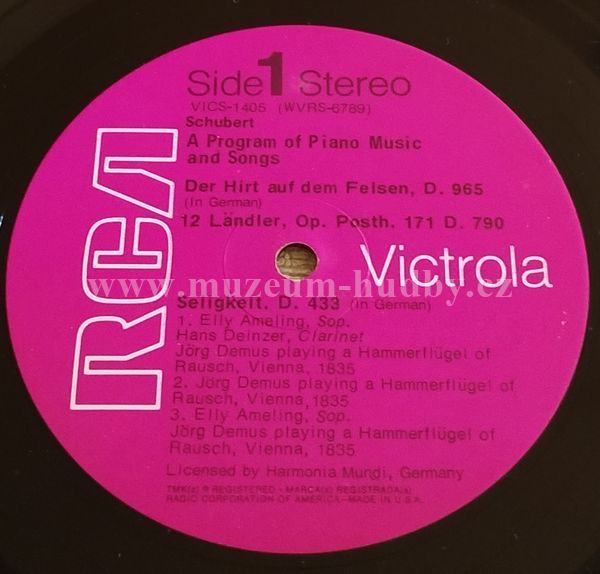 Side 1 Stereo
VICS-1405 (WVRS-6789)
Schubert
A Program of Piano Music
and Songs
Der Hirt auf dem Felsen, D. 965
(In German)
12 Ländler, Op. Posth. 171 D. 790
RCA
Victrola
www.muzeum-hudby.cz
Seligkeit, D. 433 (In German)
1. Elly Ameling, Sop.
Hans Deinzer, Clarinet
Jörg Demus playing a Hammerflügel of
Rausch, Vienna, 1835
2. Jörg Demus playing a Hammerflügel of
Rausch, Vienna, 1835
3. Elly Ameling, Sop.
Jörg Demus playing a Hammerflügel of
Rausch, Vienna, 1835
Licensed by Harmonia Mundi, Germany
TMK(s) ® REGISTERED • MARCA(s) REGISTRADA(s)
RADIO CORPORATION OF AMERICA—MADE IN U.S.A.